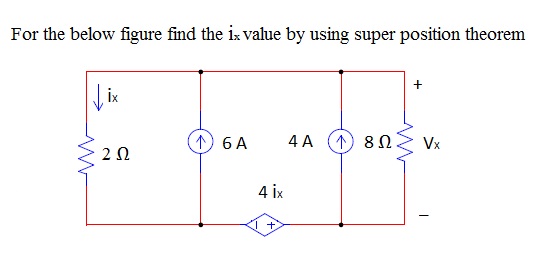 For the below figure find the ix value by using super position theorem
ix
+
2 Ω
6 A
4 A
8 Ω
Vx
4 ix
+
–